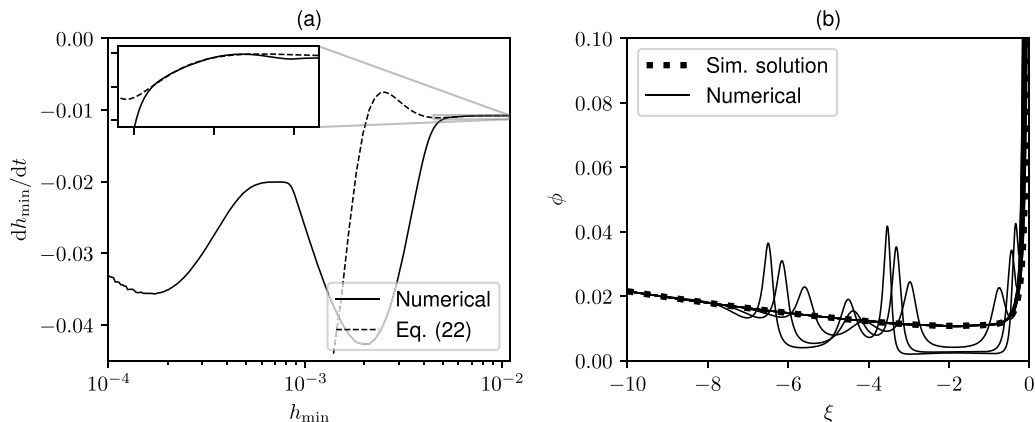 (a)
0.00
−0.01
−0.02
−0.03
−0.04
dh_min/dt
10^−4
10^−3
10^−2
h_min
Numerical
Eq. (22)
(b)
0.10
0.08
0.06
0.04
0.02
0.00
ϕ
−10
−8
−6
−4
−2
0
ξ
Sim. solution
Numerical